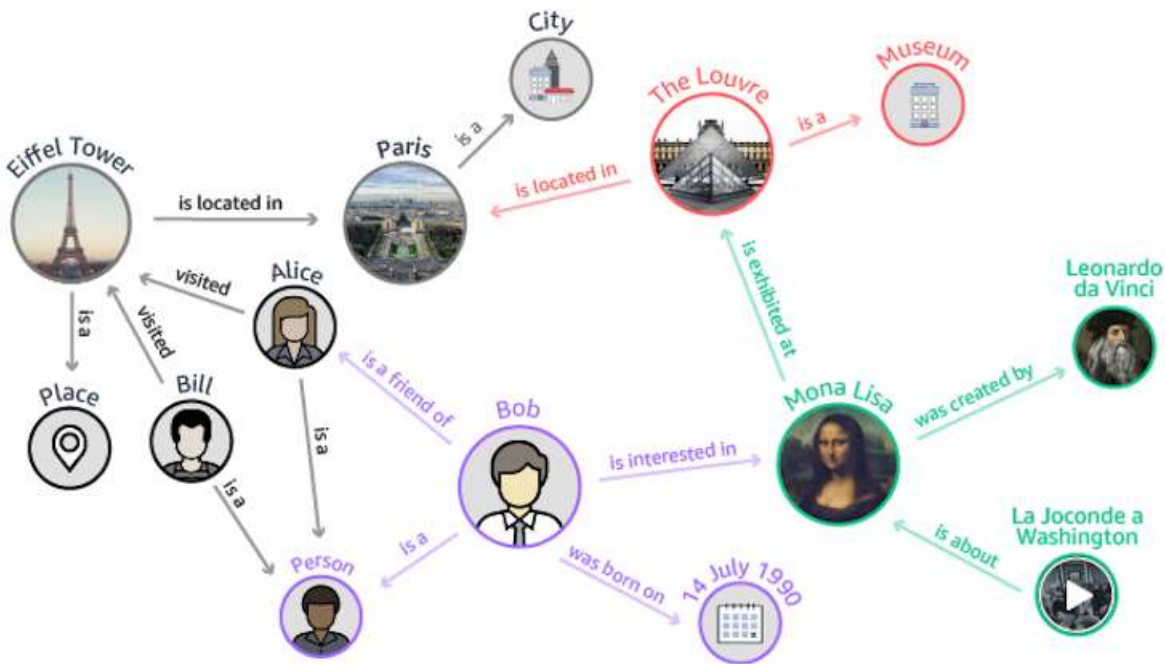 City
Museum
The Louvre
is a
is a
Eiffel Tower
Paris
is located in
is located in
visited
Alice
is a
visited
is exhibited at
Leonardo
da Vinci
Place
Bill
is a friend of
Bob
Mona Lisa
was created by
is a
is interested in
is a
La Joconde a
Washington
is a
is about
Person
was born on
14 July 1990